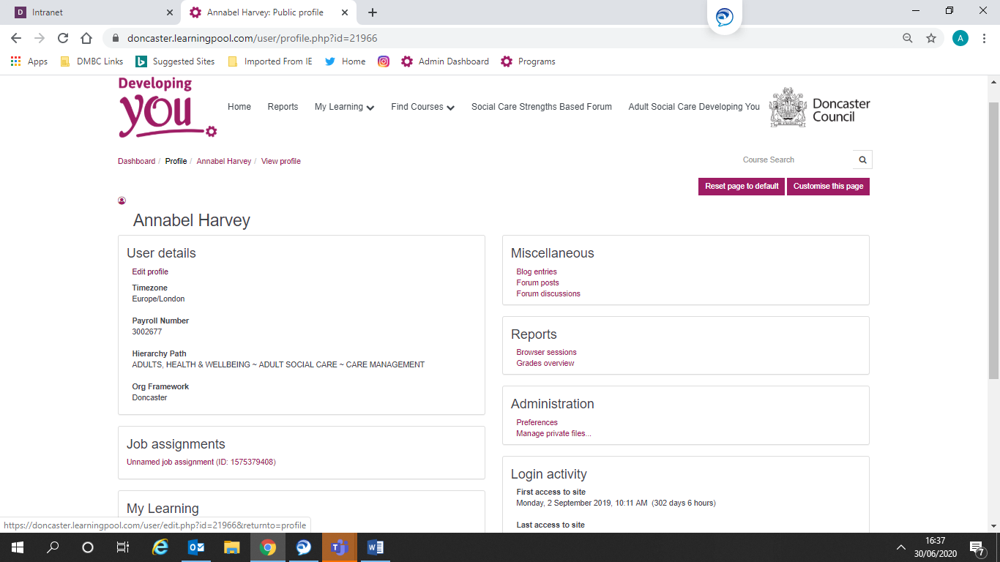 Intranet
Annabel Harvey: Public profile
doncaster.learningpool.com/user/profile.php?id=21966
A
Apps DMBC Links Suggested Sites Imported From IE Home Admin Dashboard Programs
Developing
you
Home Reports My Learning Find Courses Social Care Strengths Based Forum Adult Social Care Developing You
Doncaster
Council
Dashboard / Profile / Annabel Harvey / View profile
Course Search
Reset page to default Customise this page
Annabel Harvey
User details
Edit profile
Timezone
Europe/London
Payroll Number
3002677
Hierarchy Path
ADULTS, HEALTH & WELLBEING ~ ADULT SOCIAL CARE ~ CARE MANAGEMENT
Org Framework
Doncaster
Job assignments
Unnamed job assignment (ID: 1575379408)
My Learning
Miscellaneous
Blog entries
Forum posts
Forum discussions
Reports
Browser sessions
Grades overview
Administration
Preferences
Manage private files...
Login activity
First access to site
Monday, 2 September 2019, 10:11 AM (302 days 6 hours)
Last access to site
https://doncaster.learningpool.com/user/edit.php?id=21966&returnto=profile
16:37
30/06/2020
7